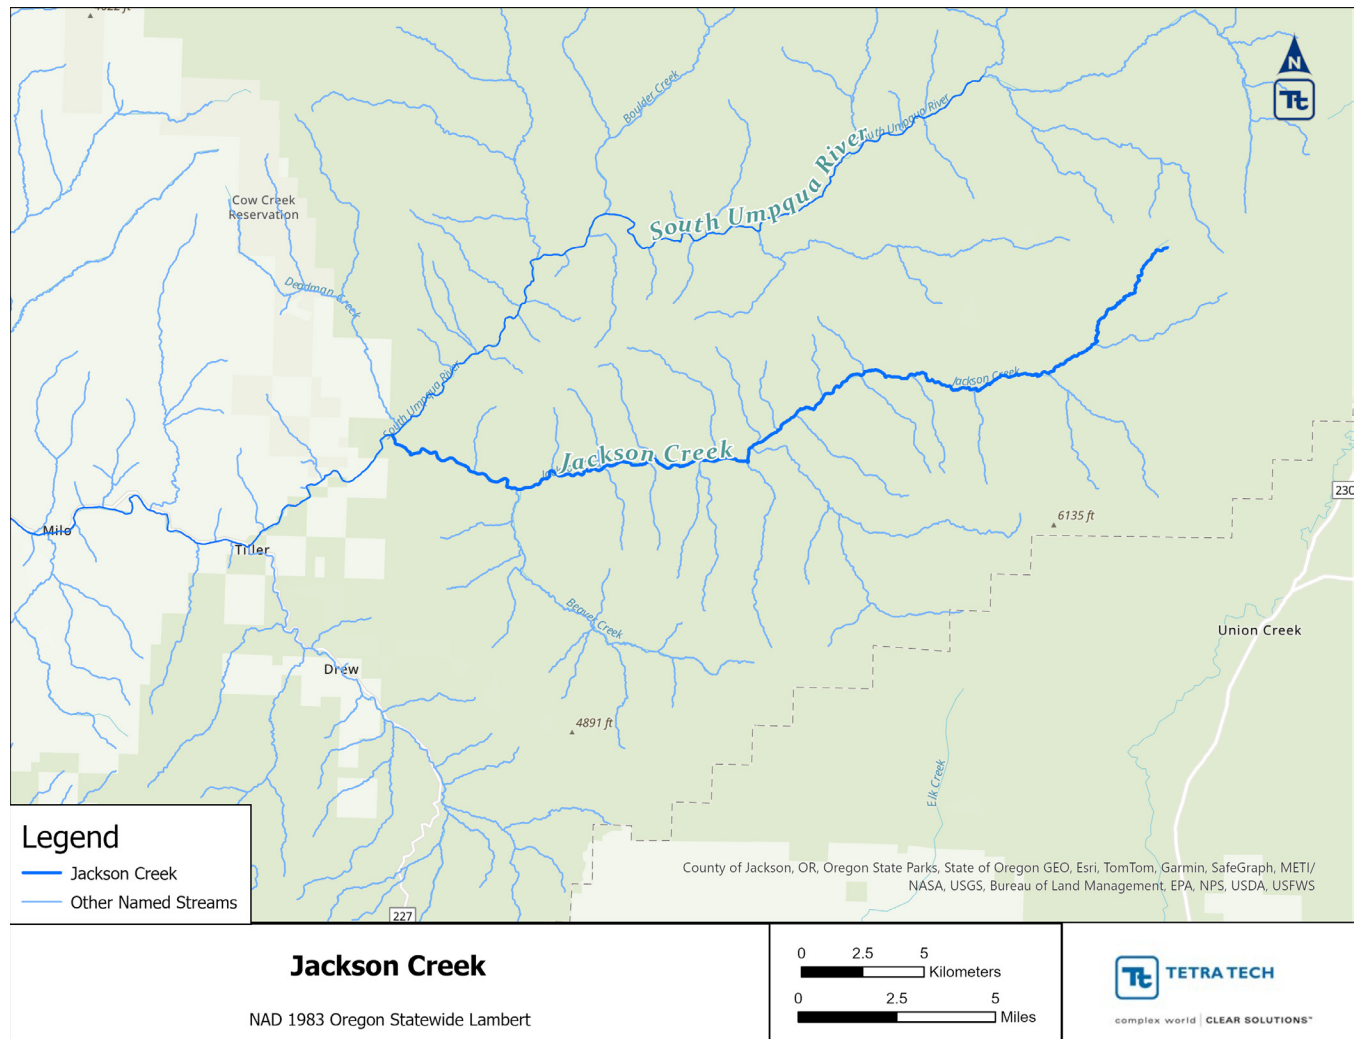 N
Tt
Boulder Creek
South Umpqua River
Cow Creek
Reservation
South Umpqua River
Deadman Creek
South Umpqua River
Jackson Creek
Jackson Creek
230
6135 ft
Milo
Tiller
Beaver Creek
Union Creek
Drew
4891 ft
Elk Creek
Legend
Jackson Creek
Other Named Streams
County of Jackson, OR, Oregon State Parks, State of Oregon GEO, Esri, TomTom, Garmin, SafeGraph, METI/
NASA, USGS, Bureau of Land Management, EPA, NPS, USDA, USFWS
227
Jackson Creek
NAD 1983 Oregon Statewide Lambert
0 2.5 5
Kilometers
0 2.5 5
Miles
Tt TETRA TECH
complex world | CLEAR SOLUTIONS™